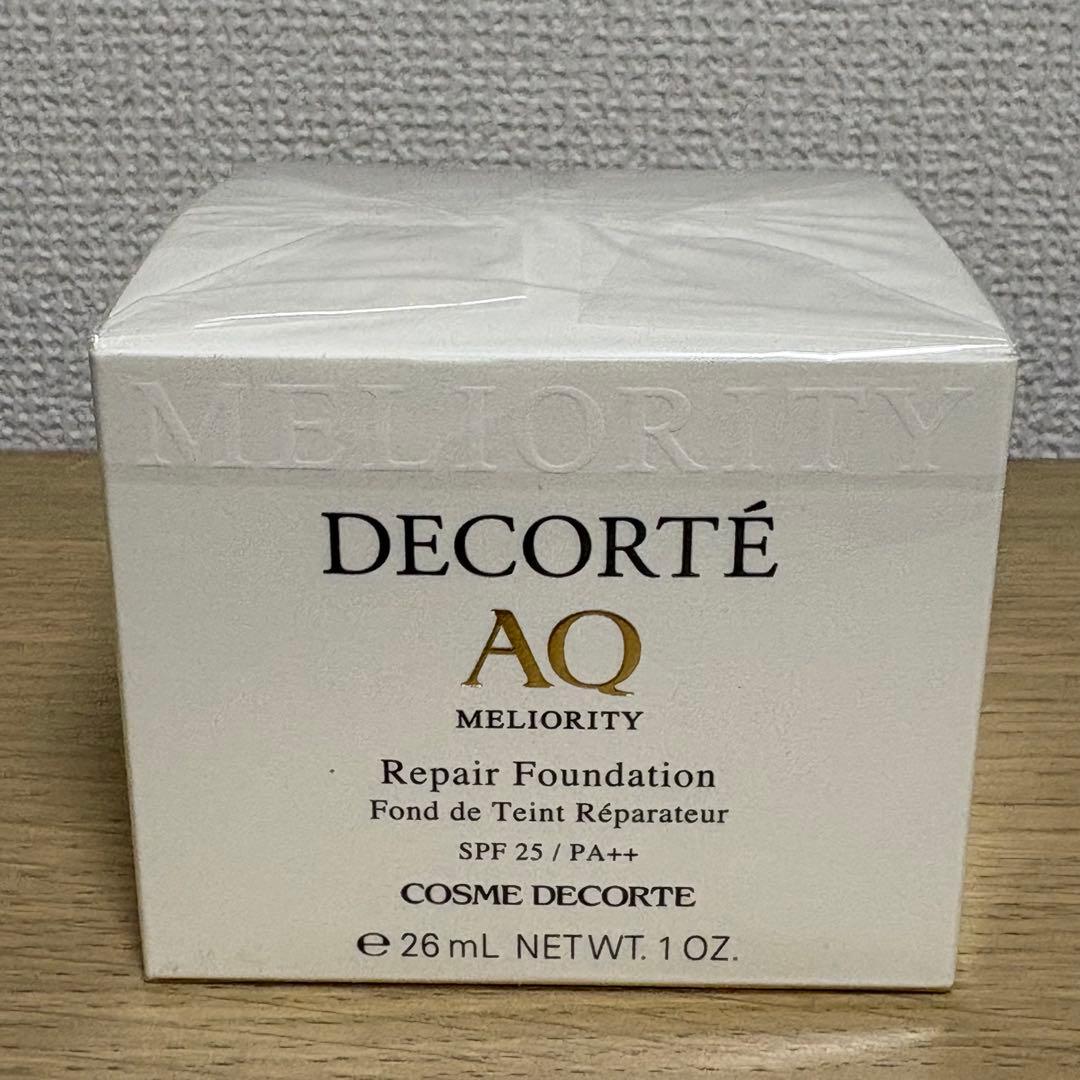 MELIORITY
DECORTÉ
AQ
MELIORITY
Repair Foundation
Fond de Teint Réparateur
SPF 25 / PA++
COSME DECORTE
℮ 26 mL NET WT. 1 OZ.